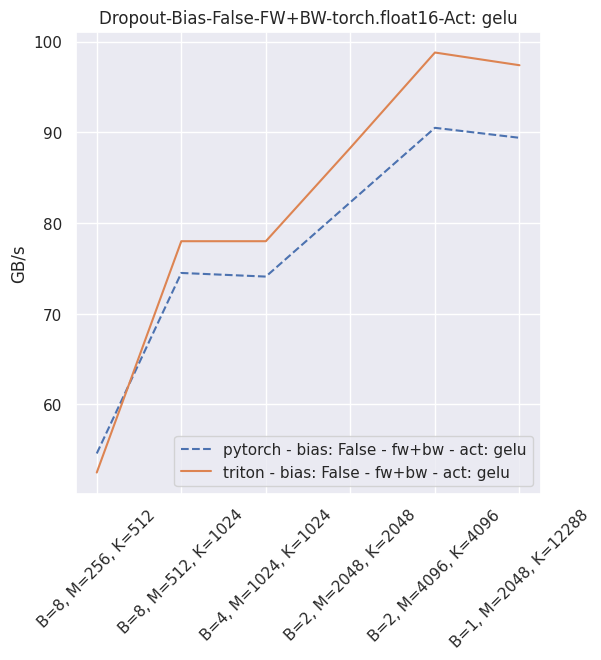 Dropout-Bias-False-FW+BW-torch.float16-Act: gelu
100
90
80
70
60
GB/s
pytorch - bias: False - fw+bw - act: gelu
triton - bias: False - fw+bw - act: gelu
B=8, M=256, K=512
B=8, M=512, K=1024
B=4, M=1024, K=1024
B=2, M=2048, K=2048
B=2, M=4096, K=4096
B=1, M=2048, K=12288